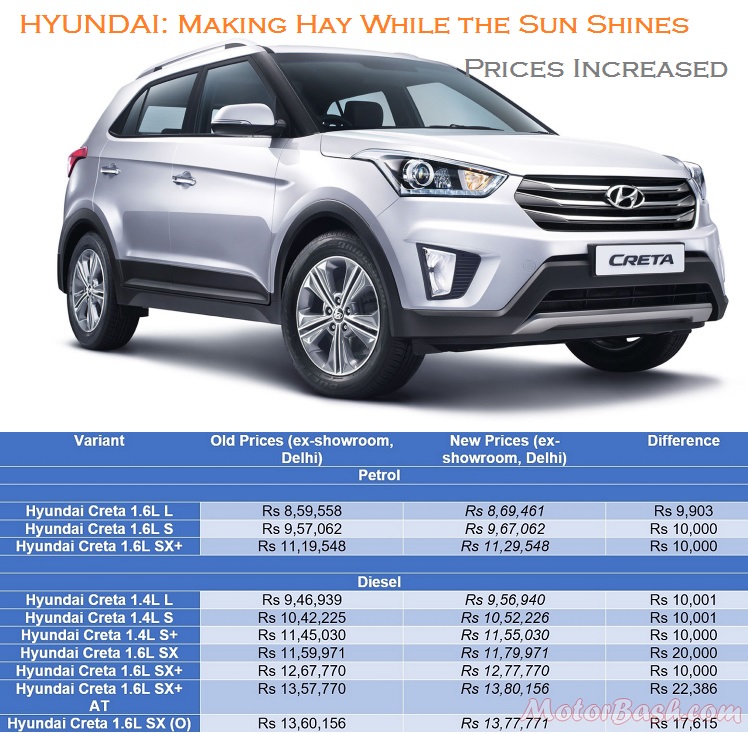 HYUNDAI: Making Hay While the Sun Shines
Prices Increased
CRETA
Variant Old Prices (ex-showroom, Delhi) New Prices (ex-showroom, Delhi) Difference
Petrol
Hyundai Creta 1.6L L Rs 8,59,558 Rs 8,69,461 Rs 9,903
Hyundai Creta 1.6L S Rs 9,57,062 Rs 9,67,062 Rs 10,000
Hyundai Creta 1.6L SX+ Rs 11,19,548 Rs 11,29,548 Rs 10,000
Diesel
Hyundai Creta 1.4L L Rs 9,46,939 Rs 9,56,940 Rs 10,001
Hyundai Creta 1.4L S Rs 10,42,225 Rs 10,52,226 Rs 10,001
Hyundai Creta 1.4L S+ Rs 11,45,030 Rs 11,55,030 Rs 10,000
Hyundai Creta 1.6L SX Rs 11,59,971 Rs 11,79,971 Rs 20,000
Hyundai Creta 1.6L SX+ Rs 12,67,770 Rs 12,77,770 Rs 10,000
Hyundai Creta 1.6L SX+ AT Rs 13,57,770 Rs 13,80,156 Rs 22,386
Hyundai Creta 1.6L SX (O) Rs 13,60,156 Rs 13,77,771 Rs 17,615
MotorBash.com